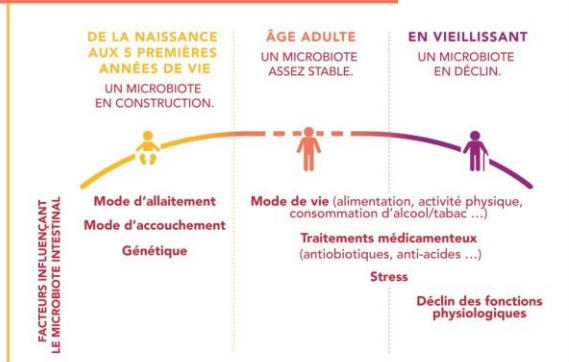 DE LA NAISSANCE
AUX 5 PREMIÈRES
ANNÉES DE VIE
UN MICROBIOTE
EN CONSTRUCTION.
ÂGE ADULTE
UN MICROBIOTE
ASSEZ STABLE.
EN VIEILLISSANT
UN MICROBIOTE
EN DÉCLIN.
FACTEURS INFLUENÇANT
LE MICROBIOTE INTESTINAL
Mode d'allaitement
Mode d'accouchement
Génétique
Mode de vie (alimentation, activité physique,
consommation d'alcool/tabac ...)
Traitements médicamenteux
(antiobiotiques, anti-acides ...)
Stress
Déclin des fonctions
physiologiques